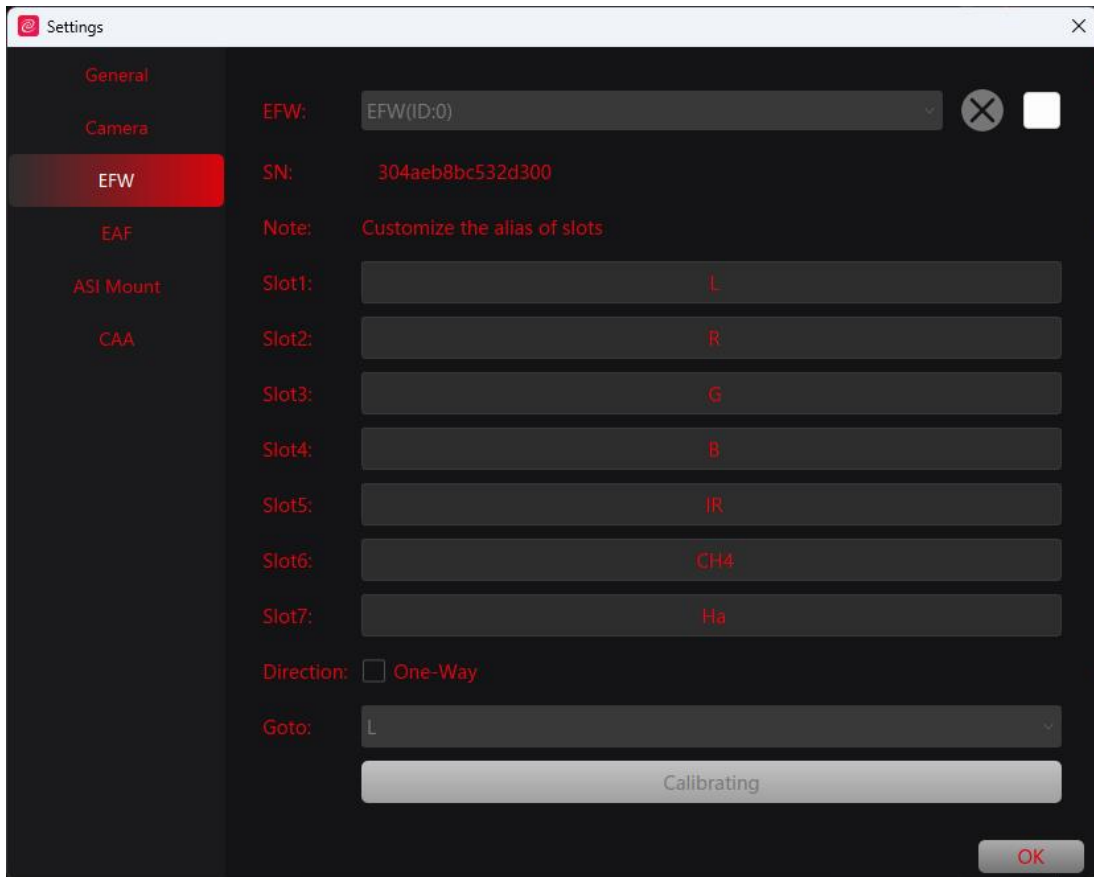 Settings
General
Camera
EFW
EAF
ASI Mount
CAA
EFW: EFW(ID:0)
SN: 304aeb8bc532d300
Note: Customize the alias of slots
Slot1: L
Slot2: R
Slot3: G
Slot4: B
Slot5: IR
Slot6: CH4
Slot7: Ha
Direction: One-Way
Goto: L
Calibrating
OK